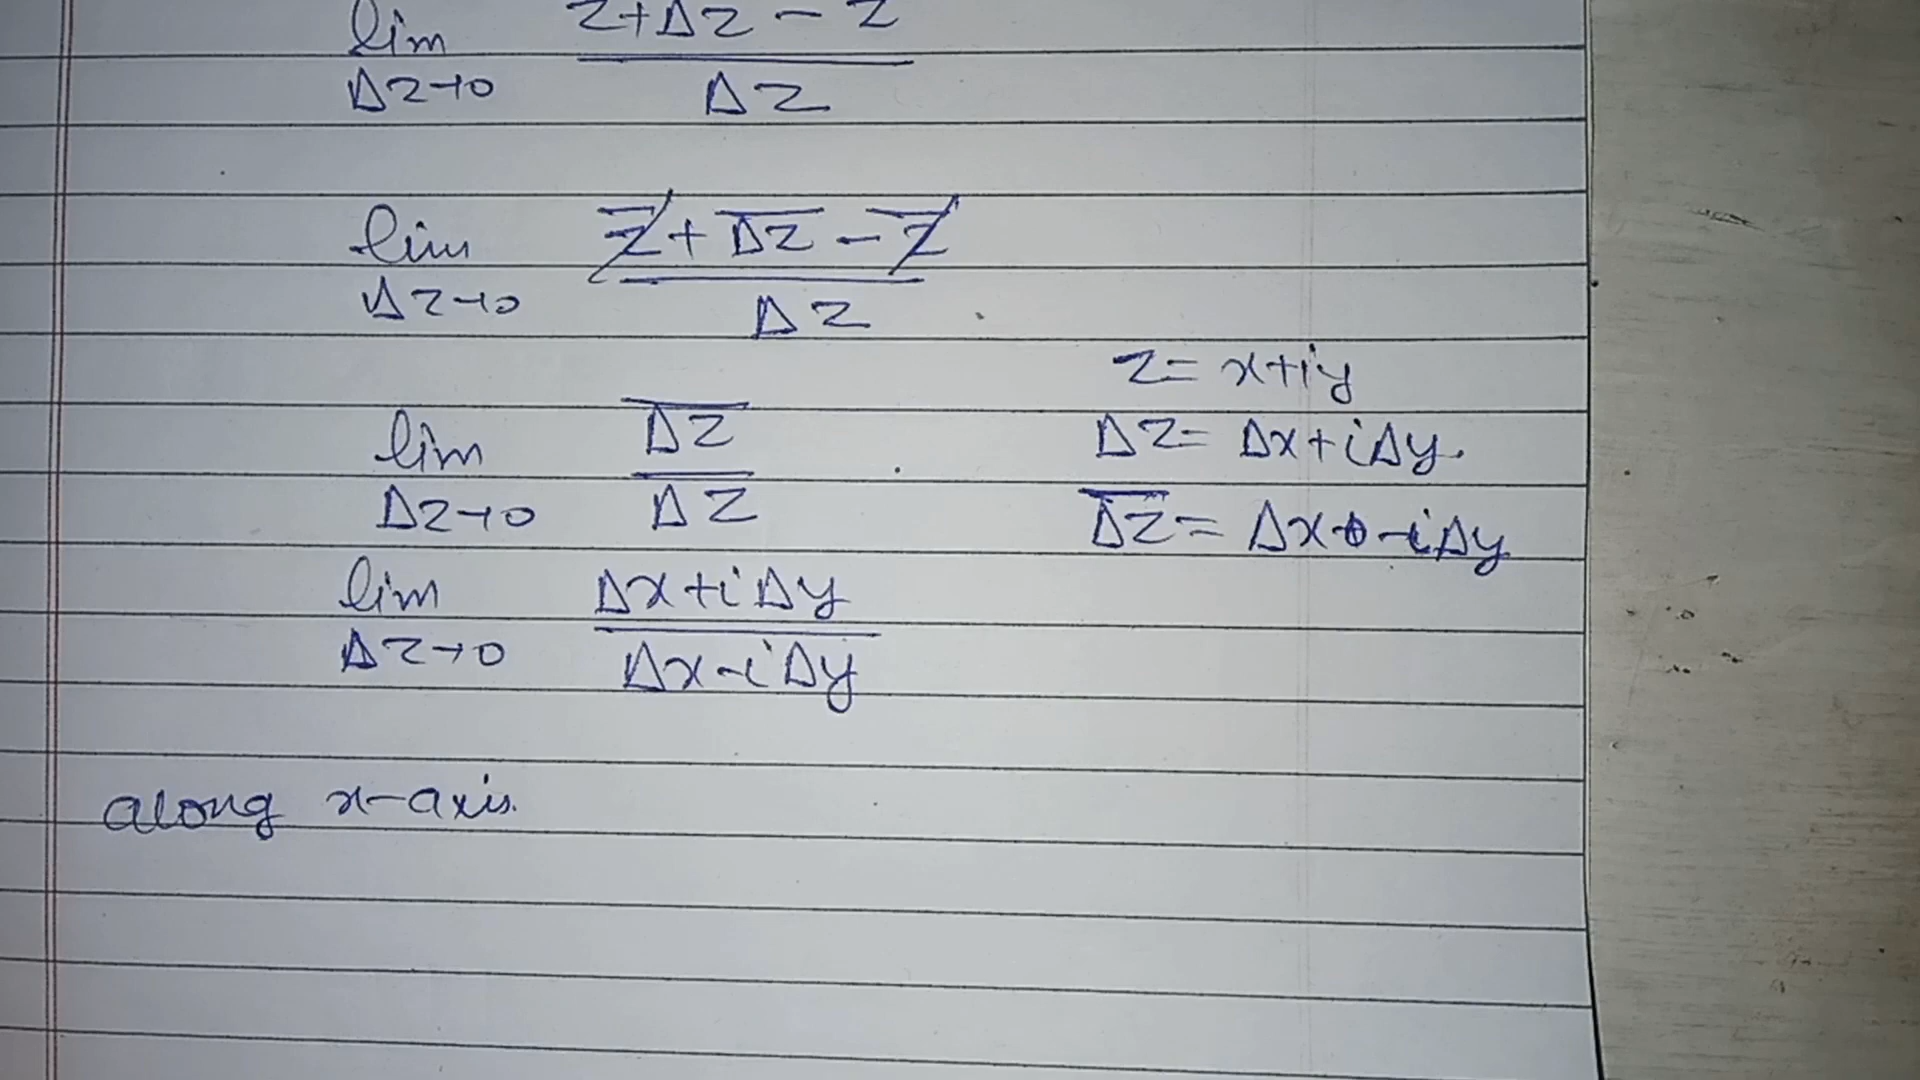 lim z+Δz - z
Δz→0 Δz
lim z̅ + Δz̅ - z̅
Δz→0 Δz
z = x+iy
lim Δz̅
Δz = Δx+iΔy.
Δz→0 Δz
Δz̅ = Δx - iΔy
lim Δx+iΔy
Δz→0 Δx-iΔy
along x-axis.